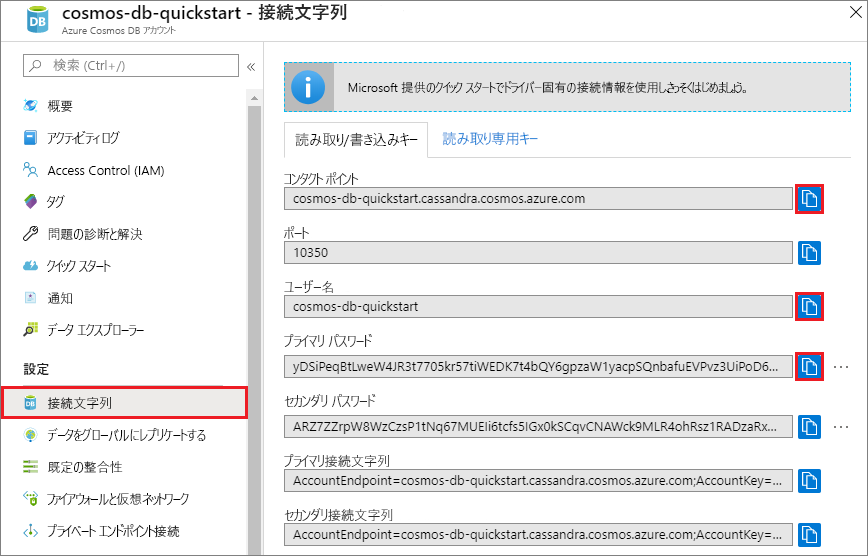 cosmos-db-quickstart - 接続文字列
Azure Cosmos DB アカウント
検索 (Ctrl+/)
概要
アクティビティ ログ
Access Control (IAM)
タグ
問題の診断と解決
クイック スタート
通知
データ エクスプローラー
設定
接続文字列
データをグローバルにレプリケートする
既定の整合性
ファイアウォールと仮想ネットワーク
プライベート エンドポイント接続
Microsoft 提供のクイック スタートでドライバー固有の接続情報を使用しさっそくはじめましょう。
読み取り/書き込みキー
読み取り専用キー
コンタクト ポイント
cosmos-db-quickstart.cassandra.cosmos.azure.com
ポート
10350
ユーザー名
cosmos-db-quickstart
プライマリ パスワード
yDSiPeqBtLweW4JR3t7705kr57tiWEDK7t4bQY6gpzaW1yacpSQnbafuEVPvz3UiPoD6...
セカンダリ パスワード
ARZ7ZZrpW8WzCzsP1tNq67MUEIi6tcfs5IGx0kSCqvCNAWck9MLR4ohRsz1RADzaRx...
プライマリ接続文字列
AccountEndpoint=cosmos-db-quickstart.cassandra.cosmos.azure.com;AccountKey=...
セカンダリ接続文字列
AccountEndpoint=cosmos-db-quickstart.cassandra.cosmos.azure.com;AccountKey=...